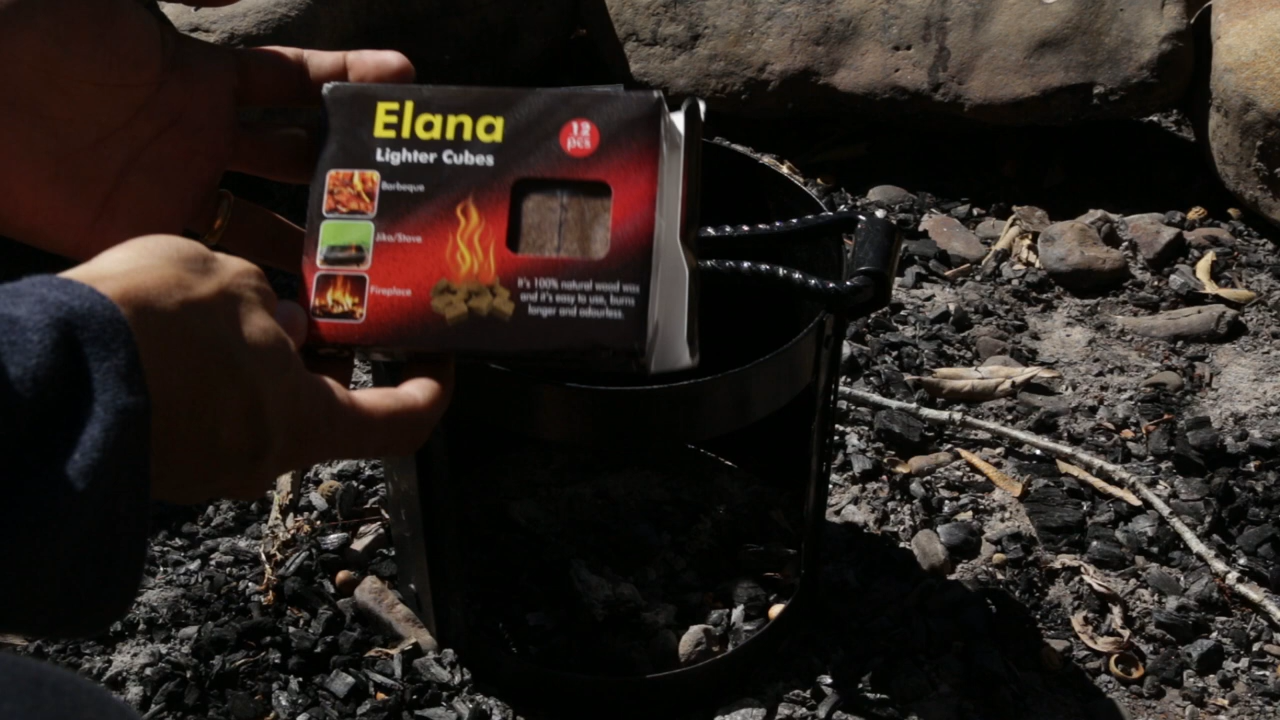 Elana
12
pcs
Lighter Cubes
Barbeque
Jiko/Stove
Fireplace
It's 100% natural wood wax
and it's easy to use, burns
longer and odourless.